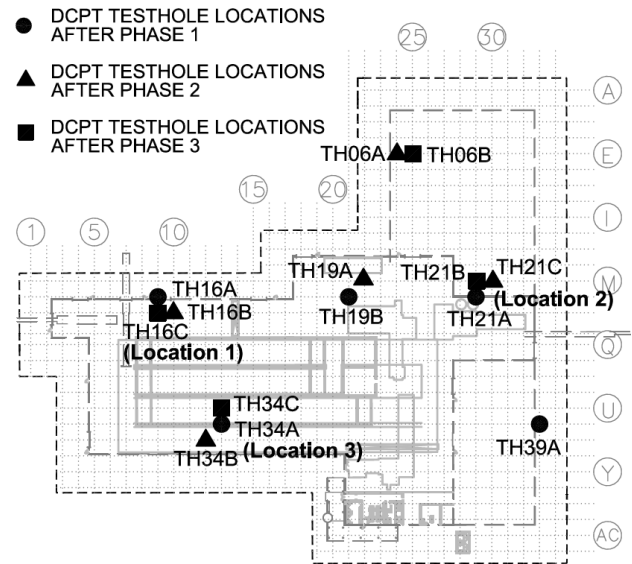 DCPT TESTHOLE LOCATIONS
AFTER PHASE 1
DCPT TESTHOLE LOCATIONS
AFTER PHASE 2
DCPT TESTHOLE LOCATIONS
AFTER PHASE 3
25
30
A
TH06A
TH06B
E
15
20
I
1
5
10
TH19A
TH21B
TH21C
M
TH16A
TH16B
TH19B
(Location 2)
TH21A
TH16C
(Location 1)
Q
TH34C
U
TH34A
TH39A
(Location 3)
TH34B
Y
AC